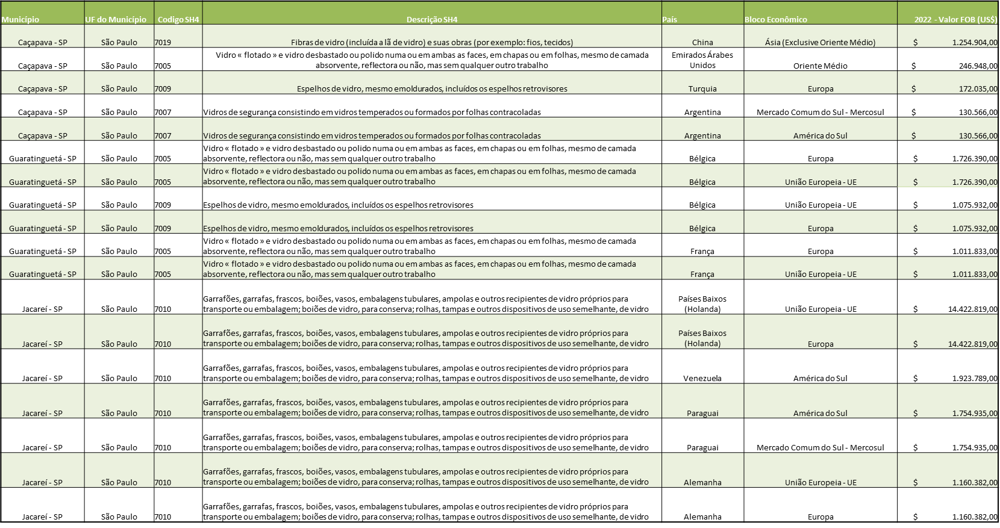 Município UF do Município Codigo SH4 Descrição SH4 País Bloco Econômico 2022 - Valor FOB (US$)
Caçapava - SP São Paulo 7019 Fibras de vidro (incluída a lã de vidro) e suas obras (por exemplo: fios, tecidos) China Ásia (Exclusive Oriente Médio) $ 1.254.904,00
Vidro « flotado » e vidro desbastado ou polido numa ou em ambas as faces, em chapas ou em folhas, mesmo de camada Emirados Árabes
Caçapava - SP São Paulo 7005 absorvente, reflectora ou não, mas sem qualquer outro trabalho Unidos Oriente Médio $ 246.948,00
Caçapava - SP São Paulo 7009 Espelhos de vidro, mesmo emoldurados, incluídos os espelhos retrovisores Turquia Europa $ 172.035,00
Caçapava - SP São Paulo 7007 Vidros de segurança consistindo em vidros temperados ou formados por folhas contracoladas Argentina Mercado Comum do Sul - Mercosul $ 130.566,00
Caçapava - SP São Paulo 7007 Vidros de segurança consistindo em vidros temperados ou formados por folhas contracoladas Argentina América do Sul $ 130.566,00
Vidro « flotado » e vidro desbastado ou polido numa ou em ambas as faces, em chapas ou em folhas, mesmo de camada
Guaratinguetá - SP São Paulo 7005 absorvente, reflectora ou não, mas sem qualquer outro trabalho Bélgica Europa $ 1.726.390,00
Vidro « flotado » e vidro desbastado ou polido numa ou em ambas as faces, em chapas ou em folhas, mesmo de camada
Guaratinguetá - SP São Paulo 7005 absorvente, reflectora ou não, mas sem qualquer outro trabalho Bélgica União Europeia - UE $ 1.726.390,00
Guaratinguetá - SP São Paulo 7009 Espelhos de vidro, mesmo emoldurados, incluídos os espelhos retrovisores Bélgica União Europeia - UE $ 1.075.932,00
Guaratinguetá - SP São Paulo 7009 Espelhos de vidro, mesmo emoldurados, incluídos os espelhos retrovisores Bélgica Europa $ 1.075.932,00
Vidro « flotado » e vidro desbastado ou polido numa ou em ambas as faces, em chapas ou em folhas, mesmo de camada
Guaratinguetá - SP São Paulo 7005 absorvente, reflectora ou não, mas sem qualquer outro trabalho França Europa $ 1.011.833,00
Vidro « flotado » e vidro desbastado ou polido numa ou em ambas as faces, em chapas ou em folhas, mesmo de camada
Guaratinguetá - SP São Paulo 7005 absorvente, reflectora ou não, mas sem qualquer outro trabalho França União Europeia - UE $ 1.011.833,00
Garrafões, garrafas, frascos, boiões, vasos, embalagens tubulares, ampolas e outros recipientes de vidro próprios para Países Baixos
Jacareí - SP São Paulo 7010 transporte ou embalagem; boiões de vidro, para conserva; rolhas, tampas e outros dispositivos de uso semelhante, de vidro (Holanda) União Europeia - UE $ 14.422.819,00
Garrafões, garrafas, frascos, boiões, vasos, embalagens tubulares, ampolas e outros recipientes de vidro próprios para Países Baixos
Jacareí - SP São Paulo 7010 transporte ou embalagem; boiões de vidro, para conserva; rolhas, tampas e outros dispositivos de uso semelhante, de vidro (Holanda) Europa $ 14.422.819,00
Garrafões, garrafas, frascos, boiões, vasos, embalagens tubulares, ampolas e outros recipientes de vidro próprios para
Jacareí - SP São Paulo 7010 transporte ou embalagem; boiões de vidro, para conserva; rolhas, tampas e outros dispositivos de uso semelhante, de vidro Venezuela América do Sul $ 1.923.789,00
Garrafões, garrafas, frascos, boiões, vasos, embalagens tubulares, ampolas e outros recipientes de vidro próprios para
Jacareí - SP São Paulo 7010 transporte ou embalagem; boiões de vidro, para conserva; rolhas, tampas e outros dispositivos de uso semelhante, de vidro Paraguai América do Sul $ 1.754.935,00
Garrafões, garrafas, frascos, boiões, vasos, embalagens tubulares, ampolas e outros recipientes de vidro próprios para
Jacareí - SP São Paulo 7010 transporte ou embalagem; boiões de vidro, para conserva; rolhas, tampas e outros dispositivos de uso semelhante, de vidro Paraguai Mercado Comum do Sul - Mercosul $ 1.754.935,00
Garrafões, garrafas, frascos, boiões, vasos, embalagens tubulares, ampolas e outros recipientes de vidro próprios para
Jacareí - SP São Paulo 7010 transporte ou embalagem; boiões de vidro, para conserva; rolhas, tampas e outros dispositivos de uso semelhante, de vidro Alemanha União Europeia - UE $ 1.160.382,00
Garrafões, garrafas, frascos, boiões, vasos, embalagens tubulares, ampolas e outros recipientes de vidro próprios para
Jacareí - SP São Paulo 7010 transporte ou embalagem; boiões de vidro, para conserva; rolhas, tampas e outros dispositivos de uso semelhante, de vidro Alemanha Europa $ 1.160.382,00